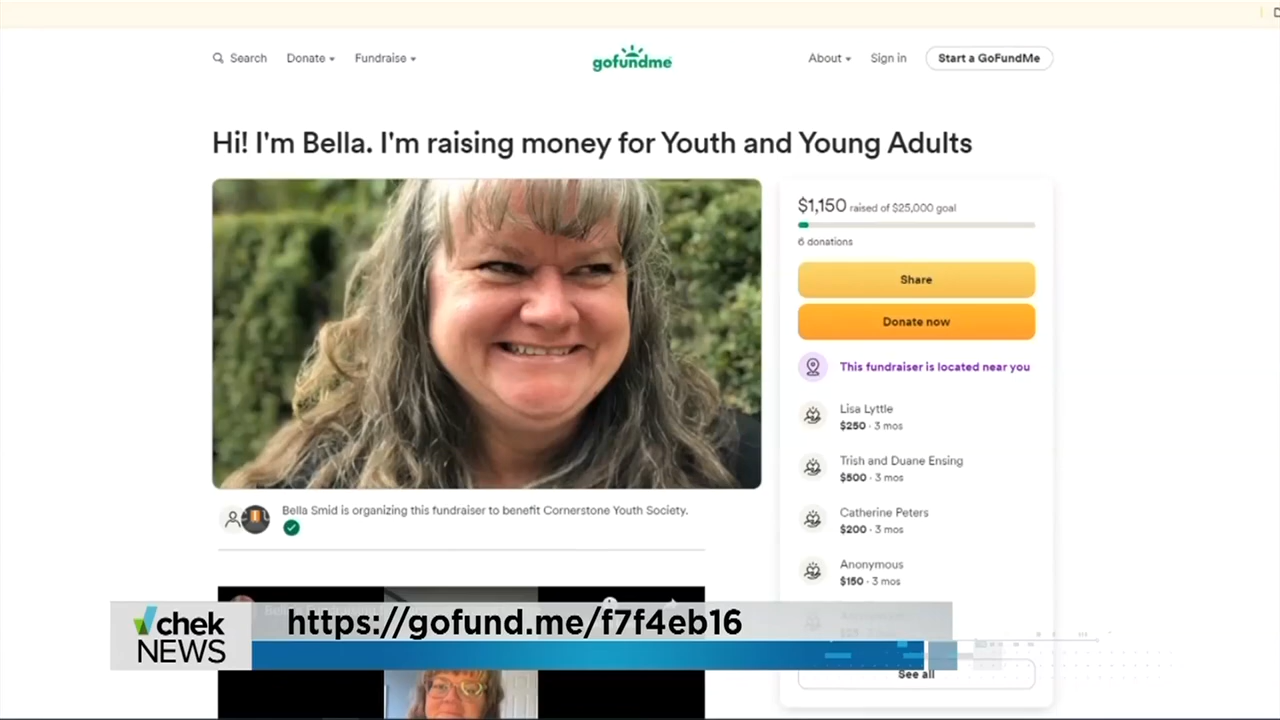 Search
Donate
Fundraise
gofundme
About
Sign in
Start a GoFundMe
Hi! I'm Bella. I'm raising money for Youth and Young Adults
$1,150 raised of $25,000 goal
6 donations
Share
Donate now
This fundraiser is located near you
Lisa Lyttle
$250 · 3 mos
Trish and Duane Ensing
$500 · 3 mos
Catherine Peters
$200 · 3 mos
Anonymous
$150 · 3 mos
See all
Bella Smid is organizing this fundraiser to benefit Cornerstone Youth Society.
chek
NEWS
https://gofund.me/f7f4eb16